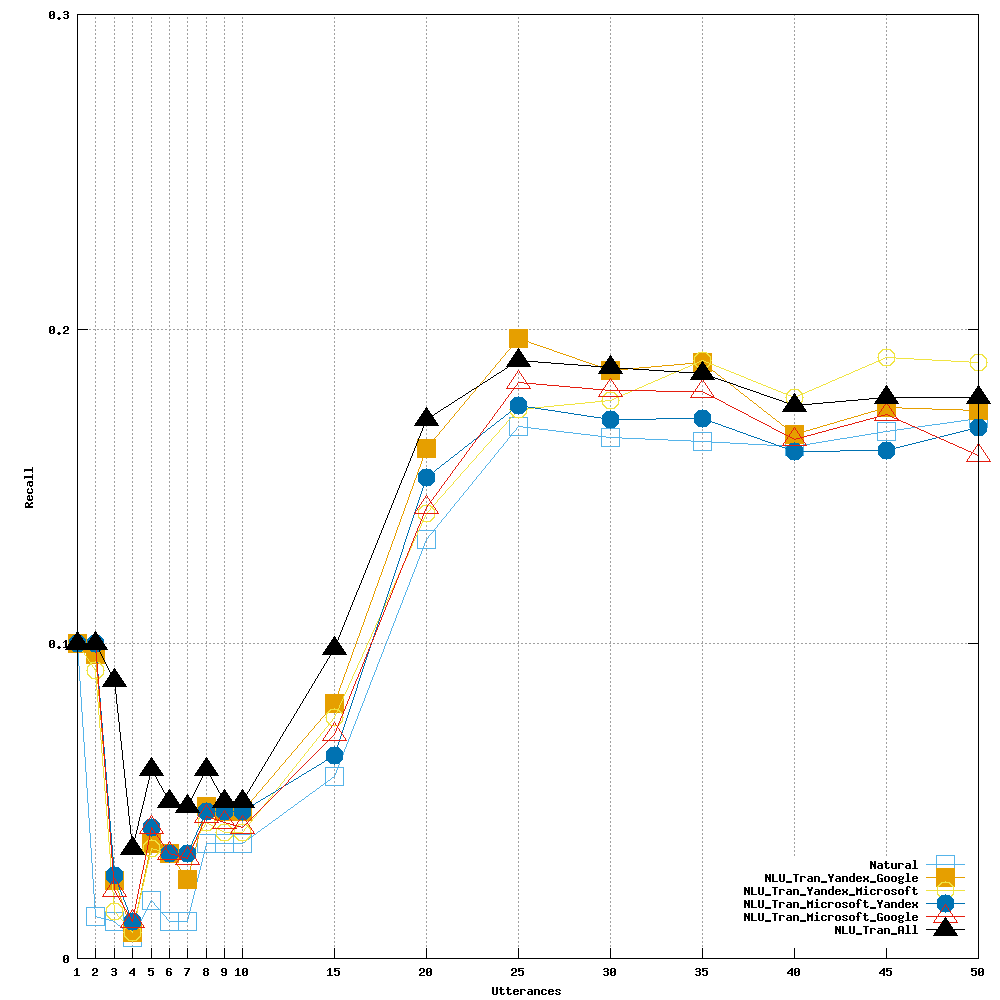 0.3
0.2
0.1
0
Recall
1 2 3 4 5 6 7 8 9 10 15 20 25 30 35 40 45 50
Utterances
Natural
NLU_Tran_Yandex_Google
NLU_Tran_Yandex_Microsoft
NLU_Tran_Microsoft_Yandex
NLU_Tran_Microsoft_Google
NLU_Tran_All